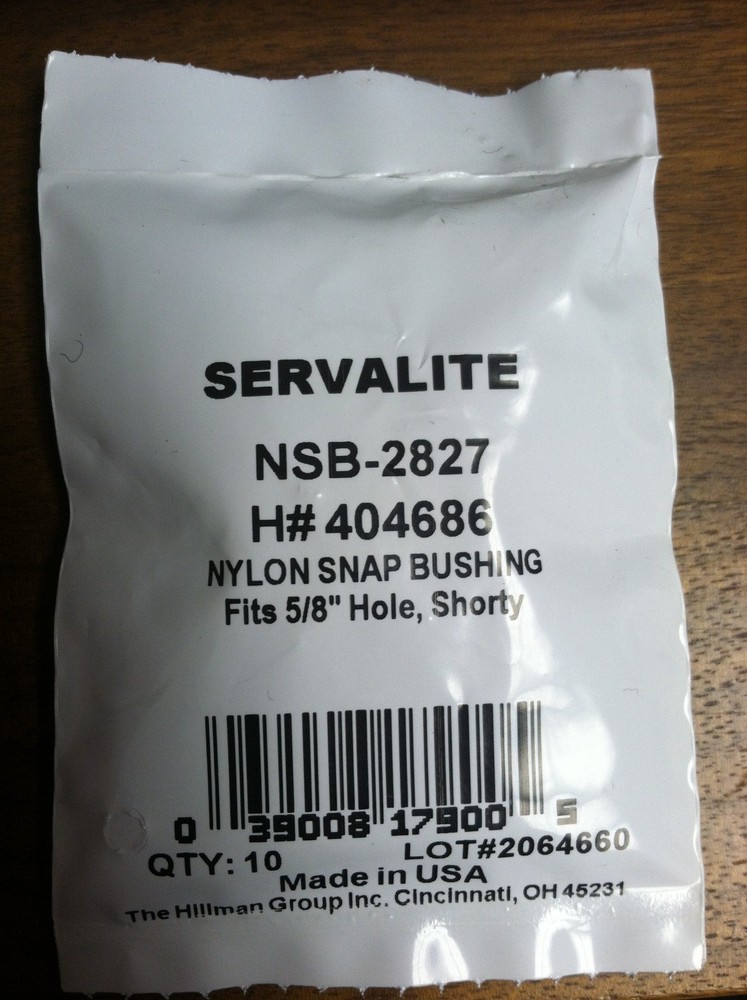 SERVALITE
NSB-2827
H# 404686
NYLON SNAP BUSHING
Fits 5/8" Hole, Shorty
0 39008 17900 5
QTY: 10 LOT#2064660
Made in USA
The Hillman Group Inc. Cincinnati, OH 45231